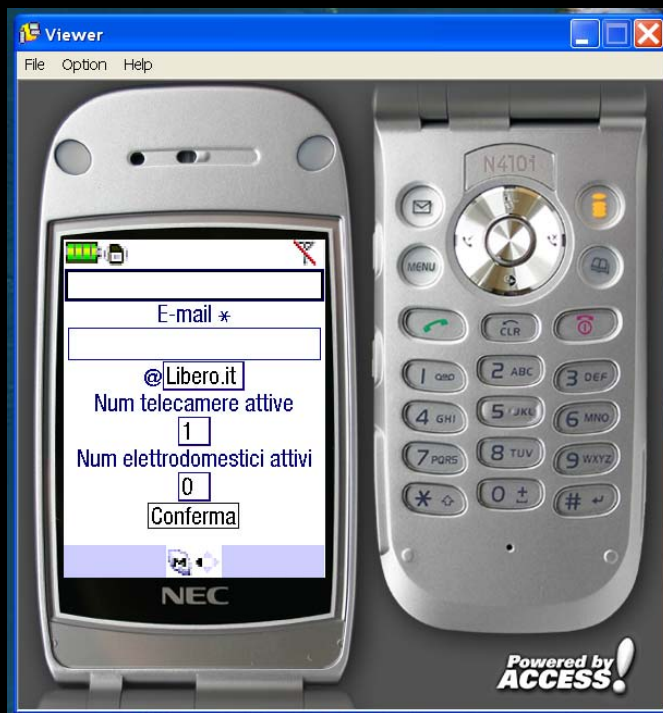 Viewer
File Option Help
N410i
MENU
CLR
E-mail *
@Libero.it
Num telecamere attive
1
Num elettrodomestici attivi
0
Conferma
M
NEC
1
2 ABC
3 DEF
4 GHI
5 JKL
6 MNO
7 PQRS
8 TUV
9 WXYZ
* 0 ± #
Powered by
ACCESS!